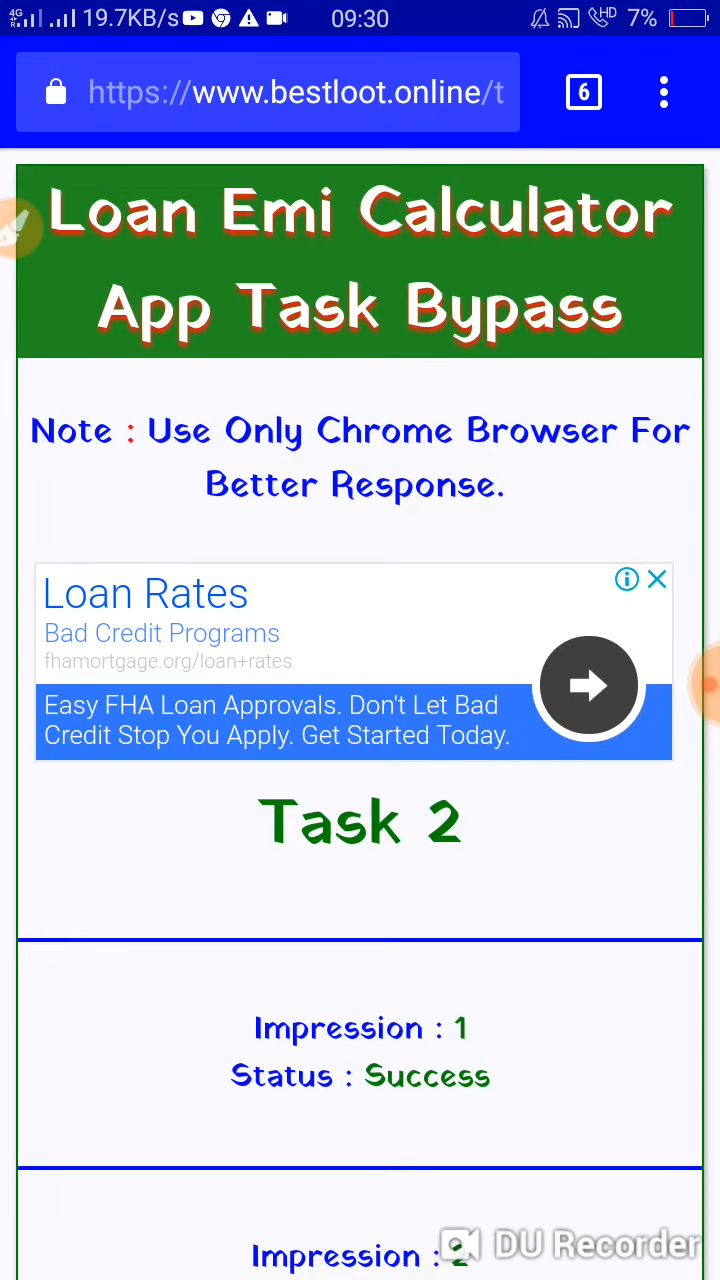 4G R 19.7KB/s 09:30 HD 7%
https://www.bestloot.online/t 6
Loan Emi Calculator
App Task Bypass
Note : Use Only Chrome Browser For
Better Response.
Loan Rates
Bad Credit Programs
fhamortgage.org/loan+rates
Easy FHA Loan Approvals. Don't Let Bad
Credit Stop You Apply. Get Started Today.
Task 2
Impression : 1
Status : Success
Impression : 2
DU Recorder